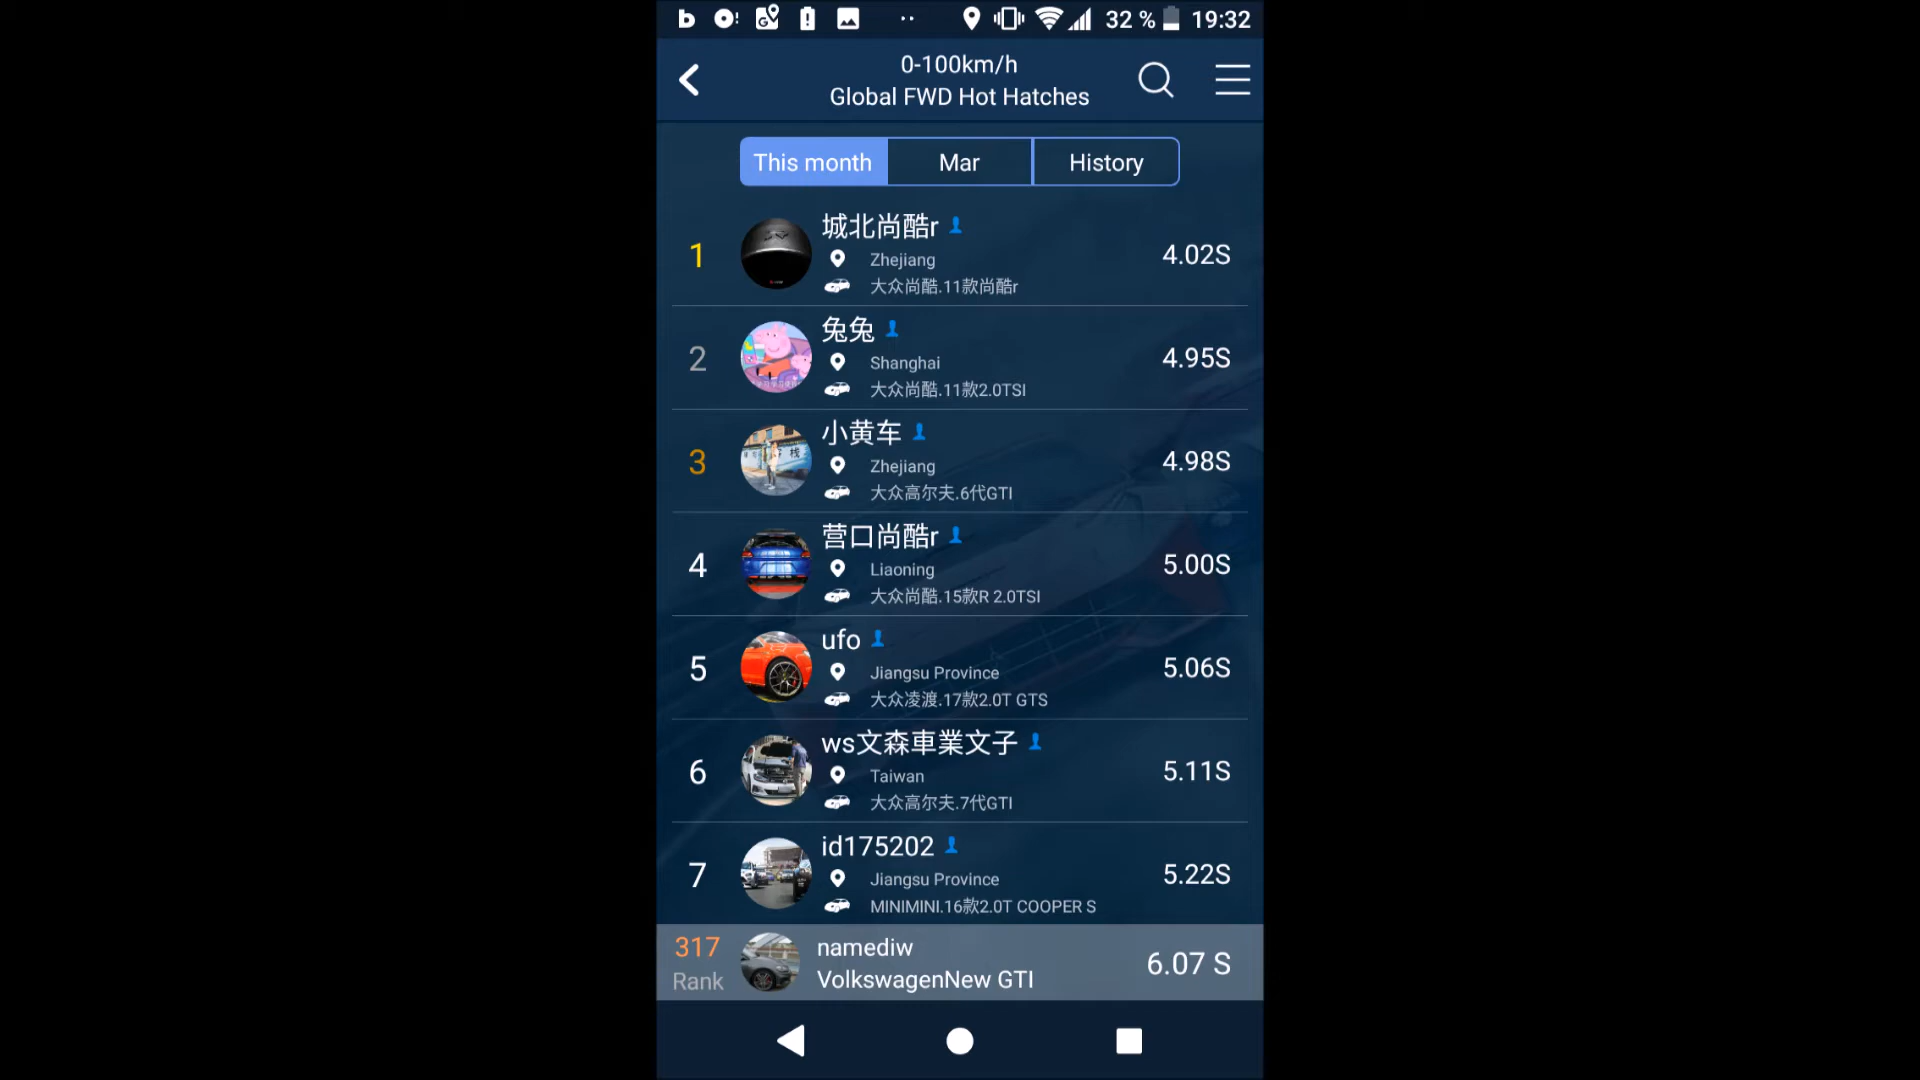 32 % 19:32
0-100km/h
Global FWD Hot Hatches
This month Mar History
1 城北尚酷r 4.02S
Zhejiang
大众尚酷.11款尚酷r
2 兔兔 4.95S
Shanghai
大众尚酷.11款2.0TSI
3 小黄车 4.98S
Zhejiang
大众高尔夫.6代GTI
4 营口尚酷r 5.00S
Liaoning
大众尚酷.15款R 2.0TSI
5 ufo 5.06S
Jiangsu Province
大众凌渡.17款2.0T GTS
6 ws文森車業文子 5.11S
Taiwan
大众高尔夫.7代GTI
7 id175202 5.22S
Jiangsu Province
MINIMINI.16款2.0T COOPER S
317 namediw 6.07 S
Rank VolkswagenNew GTI